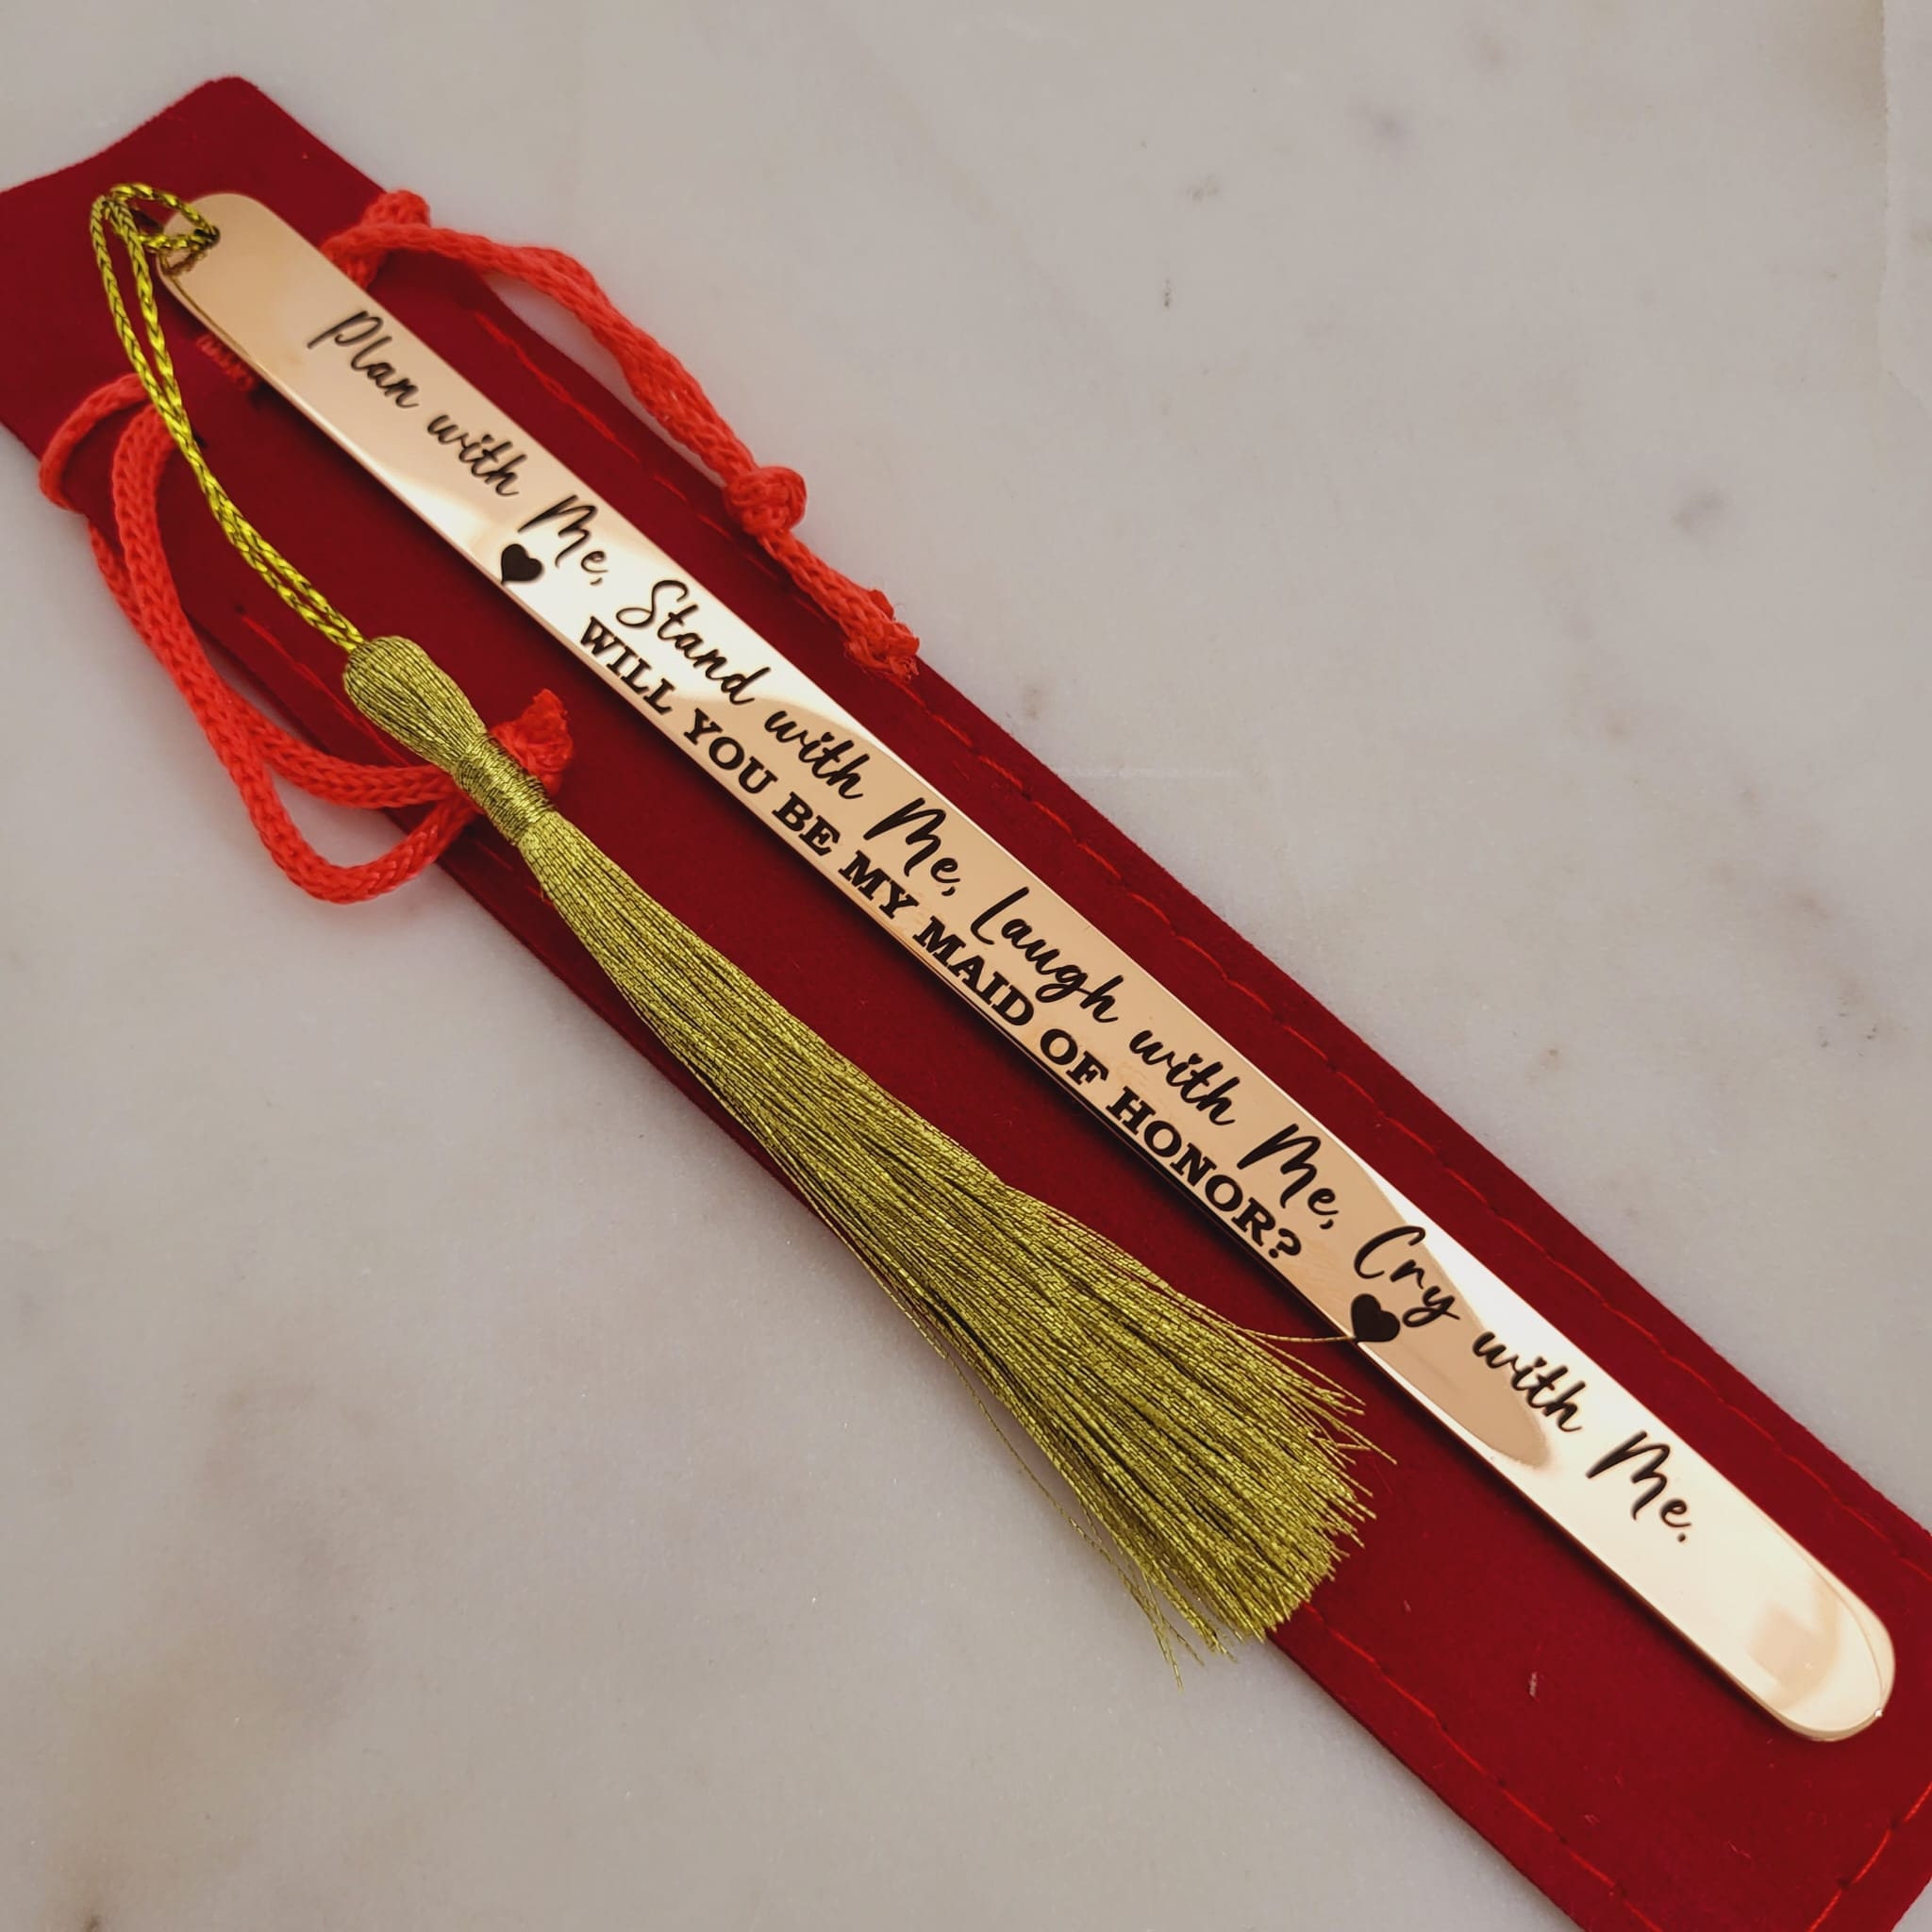 Plan with Me, Stand with Me, Laugh with Me, Cry with Me.
WILL YOU BE MY MAID OF HONOR?